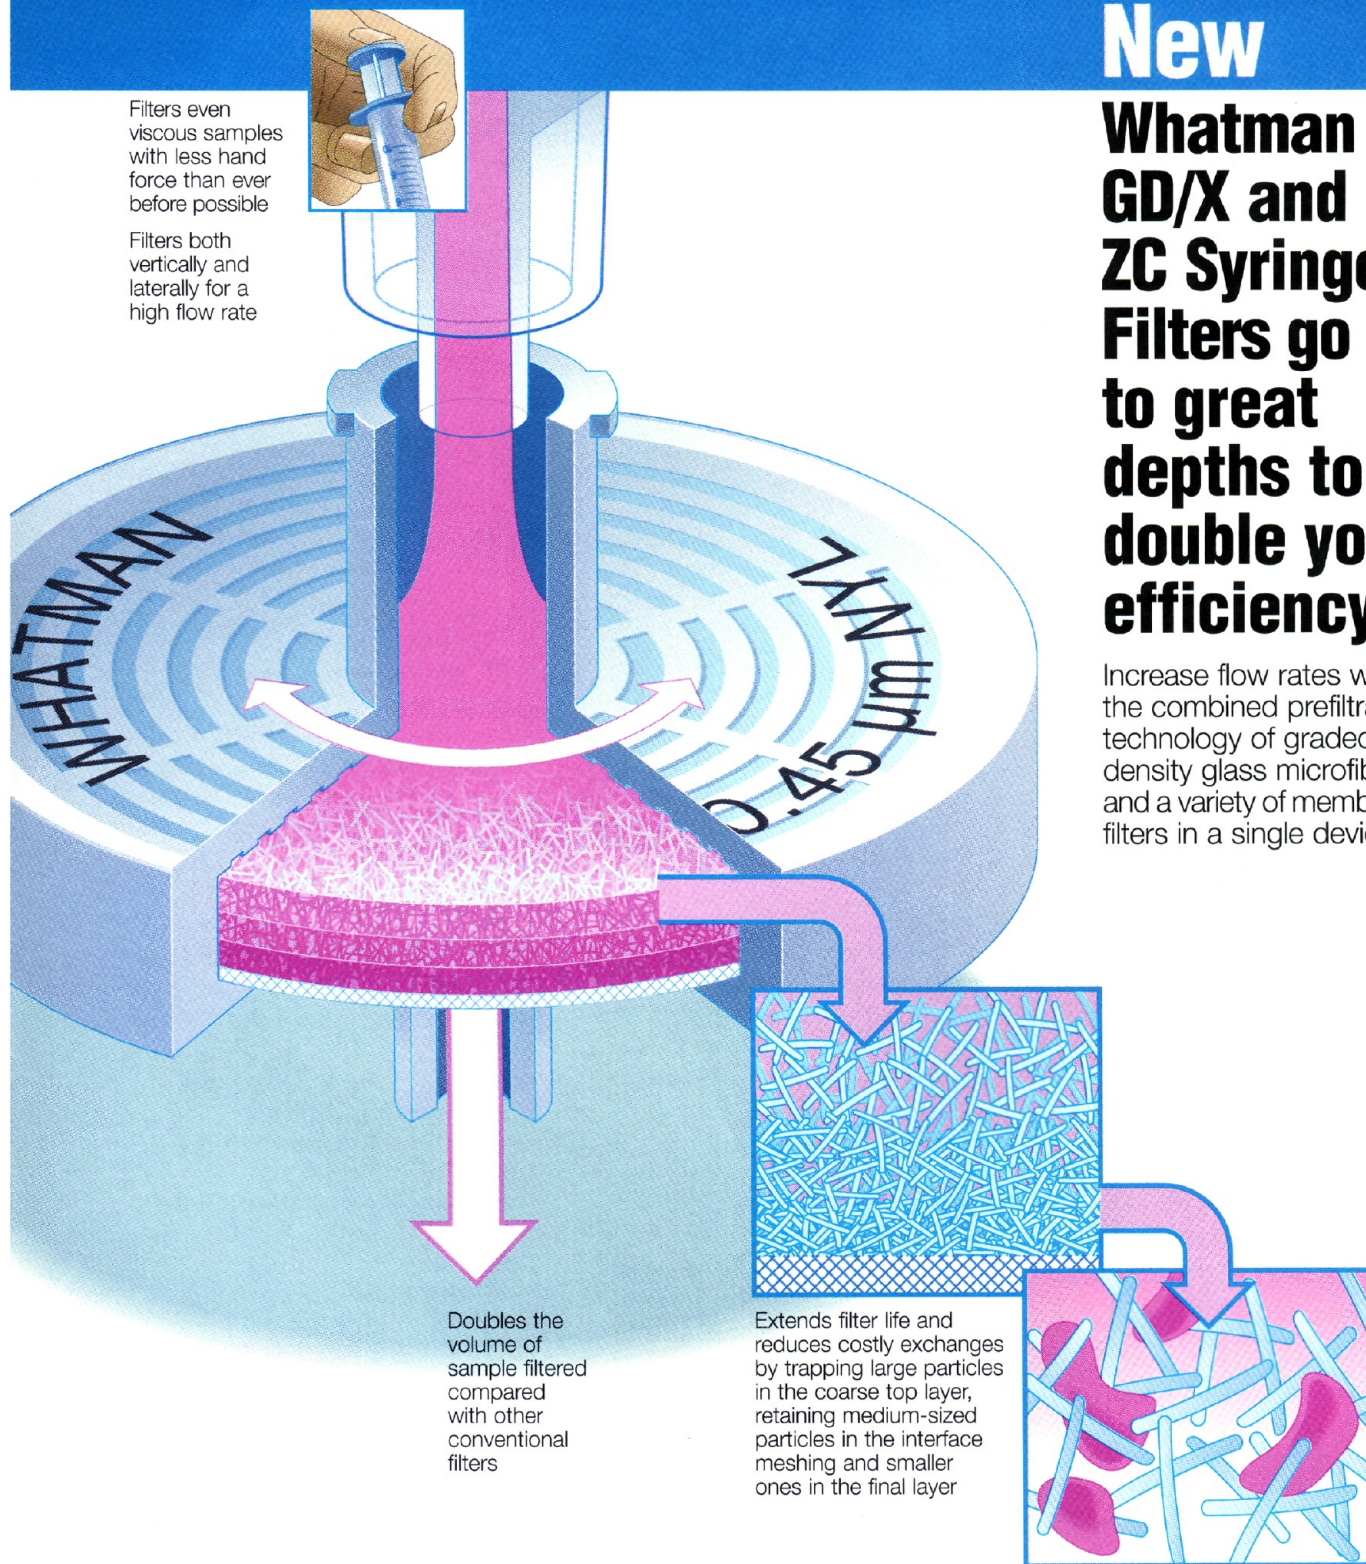 New
Whatman
GD/X and
ZC Syringe
Filters go
to great
depths to
double yo
efficiency
Increase flow rates w
the combined prefiltra
technology of graded
density glass microfib
and a variety of memb
filters in a single devi
Filters even
viscous samples
with less hand
force than ever
before possible
Filters both
vertically and
laterally for a
high flow rate
WHATMAN
0.45 µm NYL
Doubles the
volume of
sample filtered
compared
with other
conventional
filters
Extends filter life and
reduces costly exchanges
by trapping large particles
in the coarse top layer,
retaining medium-sized
particles in the interface
meshing and smaller
ones in the final layer